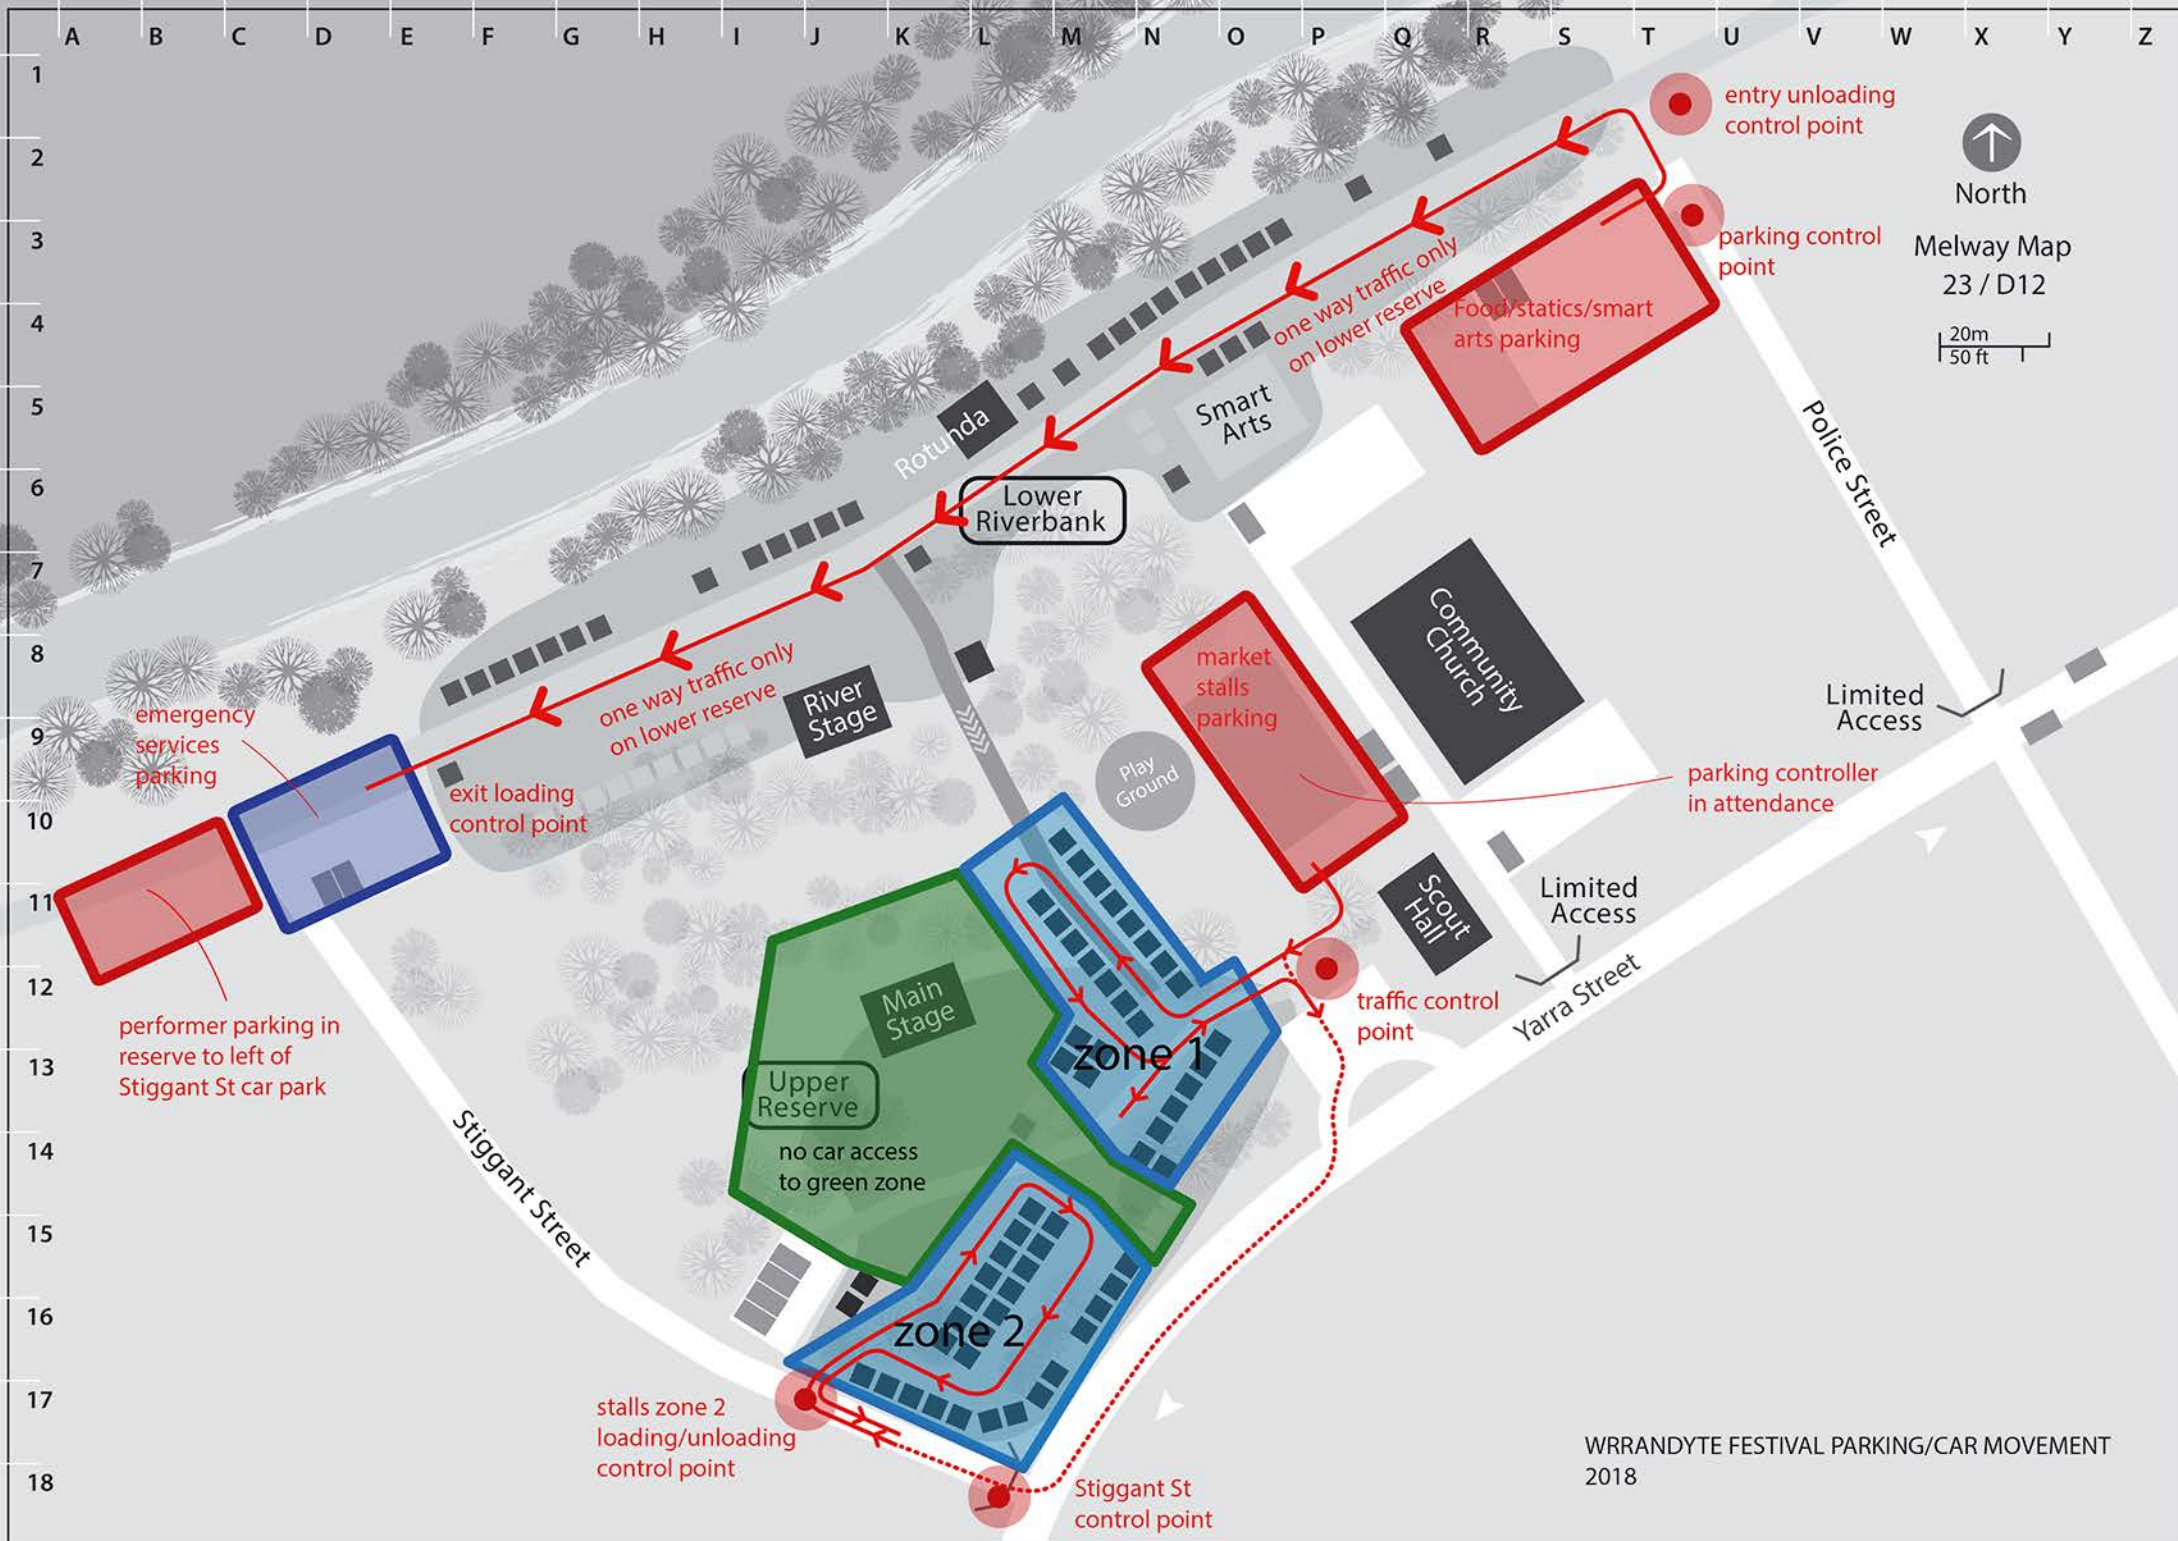 A B C D E F G H I J K L M N O P Q R S T U V W X Y Z
1
2
3
4
5
6
7
8
9
10
11
12
13
14
15
16
17
18
entry unloading
control point
North
Melway Map
23 / D12
20m
50 ft
parking control
point
one way traffic only
on lower reserve
Food/statics/smart
arts parking
Smart
Arts
Rotunda
Lower
Riverbank
Police Street
Community
Church
market
stalls
parking
Limited
Access
River
Stage
one way traffic only
on lower reserve
emergency
services
parking
exit loading
control point
Play
Ground
parking controller
in attendance
Scout
Hall
Limited
Access
Yarra Street
Main
Stage
traffic control
point
zone 1
performer parking in
reserve to left of
Stiggant St car park
Upper
Reserve
no car access
to green zone
Stiggant Street
zone 2
stalls zone 2
loading/unloading
control point
Stiggant St
control point
WRRANDYTE FESTIVAL PARKING/CAR MOVEMENT
2018